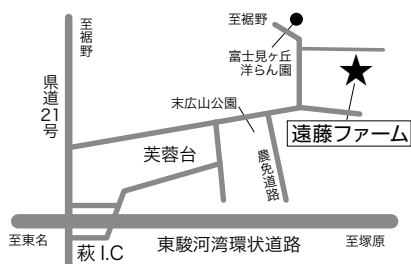 至裾野
至裾野
富士見ヶ丘
洋らん園
県道21号
末広山公園
遠藤ファーム
芙蓉台
農免道路
至東名
萩I.C
東駿河湾環状道路
至塚原